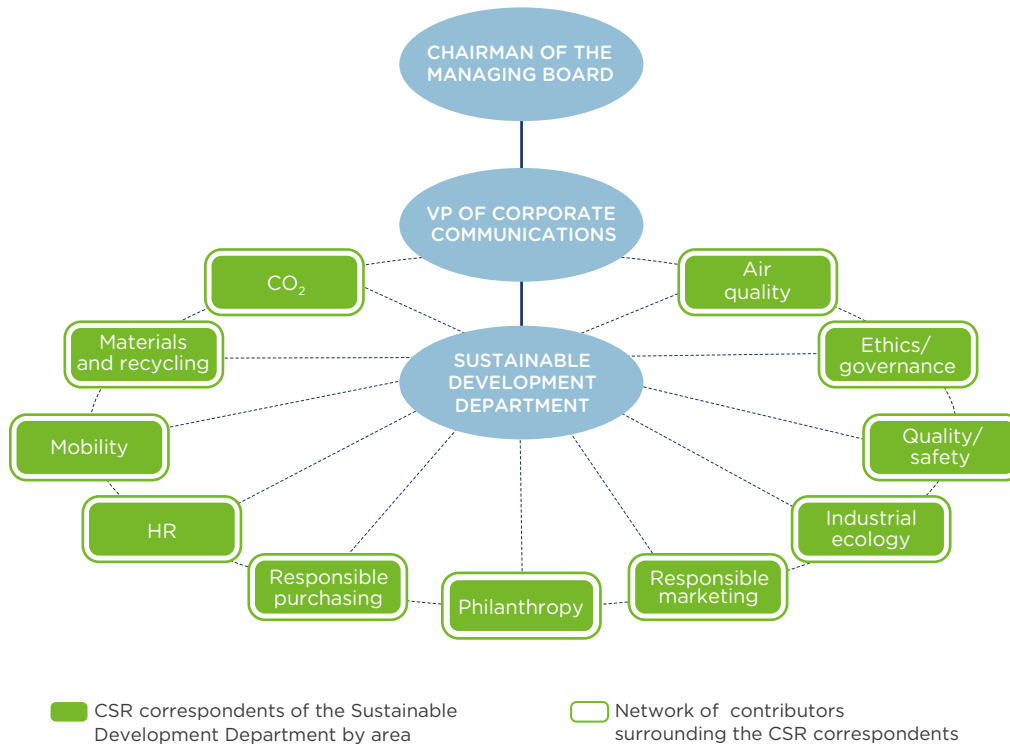 CHAIRMAN OF THE
MANAGING BOARD
VP OF CORPORATE
COMMUNICATIONS
CO₂
Air
quality
Materials
and recycling
SUSTAINABLE
DEVELOPMENT
DEPARTMENT
Ethics/
governance
Mobility
Quality/
safety
HR
Industrial
ecology
Responsible
purchasing
Philanthropy
Responsible
marketing
CSR correspondents of the Sustainable
Development Department by area
Network of contributors
surrounding the CSR correspondents